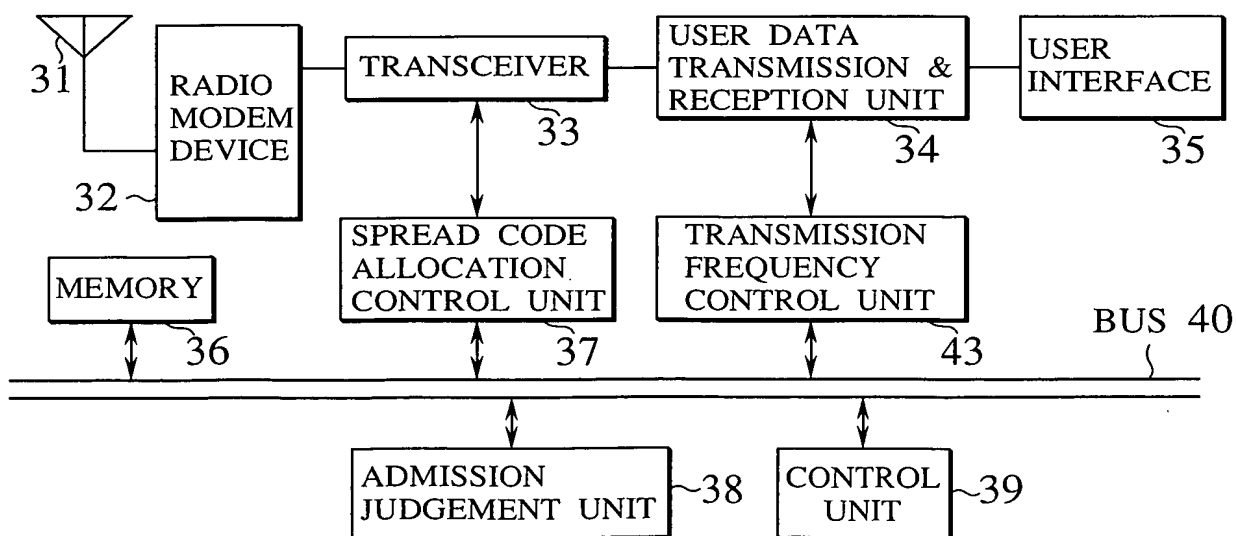 31
RADIO
MODEM
DEVICE
32
TRANSCEIVER
33
USER DATA
TRANSMISSION &
RECEPTION UNIT
34
USER
INTERFACE
35
MEMORY
36
SPREAD CODE
ALLOCATION
CONTROL UNIT
37
TRANSMISSION
FREQUENCY
CONTROL UNIT
43
BUS 40
ADMISSION
JUDGEMENT UNIT
38
CONTROL
UNIT
39